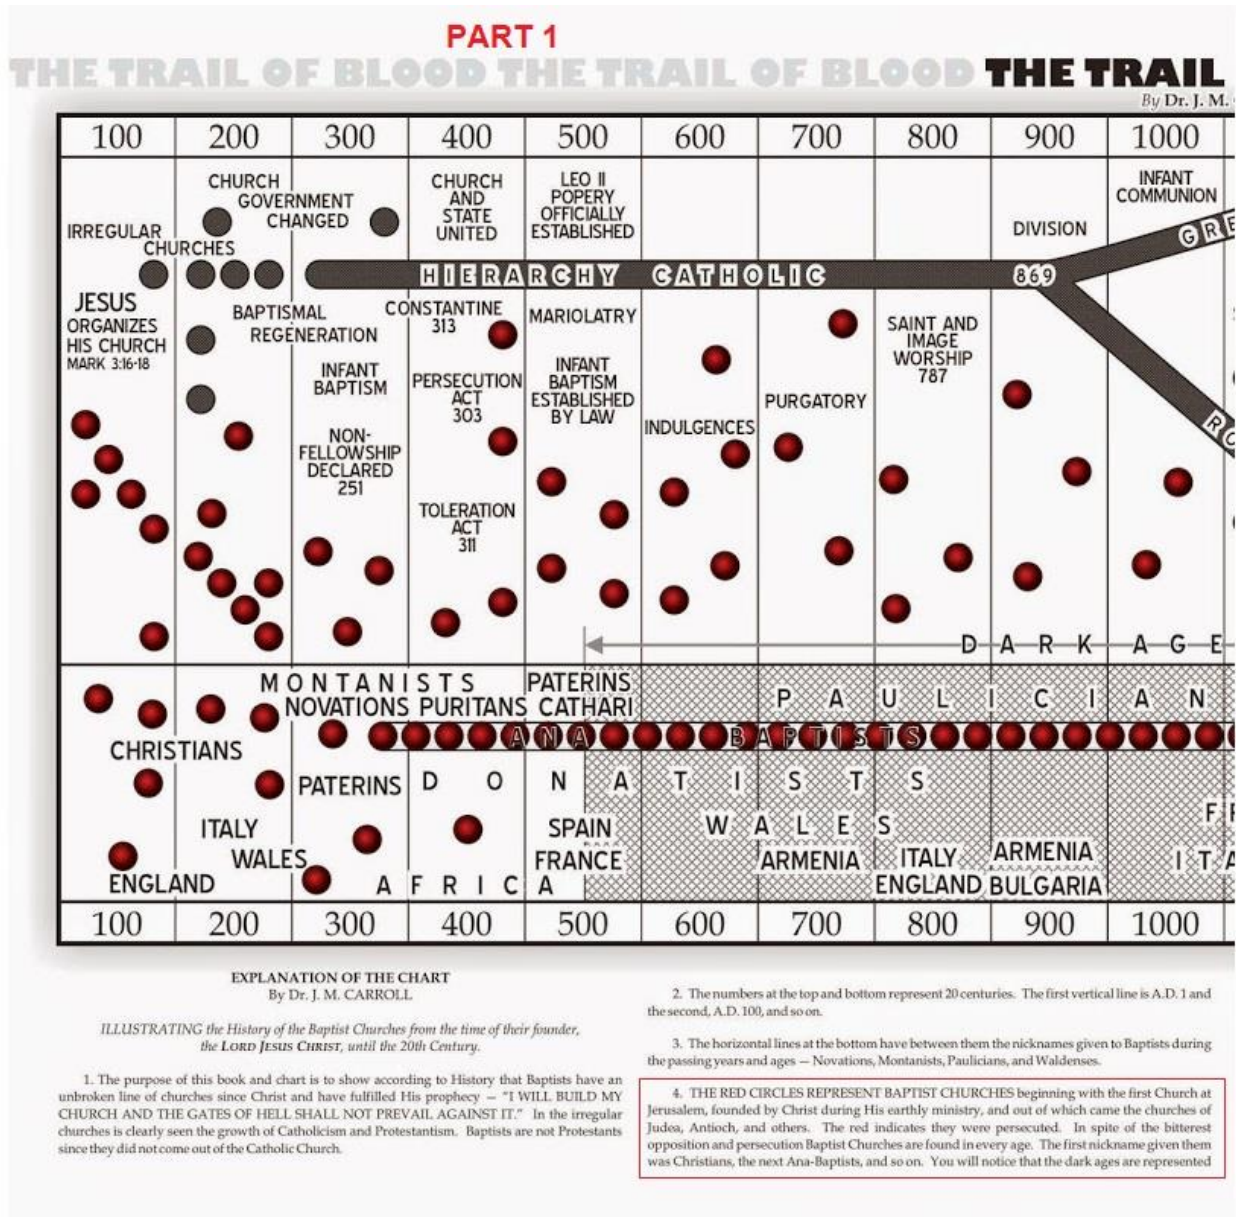 PART 1
THE TRAIL OF BLOOD THE TRAIL OF BLOOD THE TRAIL
By Dr. J. M.
100 200 300 400 500 600 700 800 900 1000
IRREGULAR
CHURCHES
CHURCH
GOVERNMENT
CHANGED
CHURCH
AND
STATE
UNITED
LEO II
POPERY
OFFICIALLY
ESTABLISHED
DIVISION
INFANT
COMMUNION
GRE
HIERARCHY CATHOLIC
869
RO
JESUS
ORGANIZES
HIS CHURCH
MARK 3:16-18
BAPTISMAL
REGENERATION
INFANT
BAPTISM
NON-
FELLOWSHIP
DECLARED
251
CONSTANTINE
313
PERSECUTION
ACT
303
TOLERATION
ACT
311
MARIOLATRY
INFANT
BAPTISM
ESTABLISHED
BY LAW
INDULGENCES
PURGATORY
SAINT AND
IMAGE
WORSHIP
787
DARK AGE
MONTANISTS
NOVATIONS PURITANS
PATERINS
CATHARI
PAULICIAN
ANA BAPTISTS
CHRISTIANS
PATERINS
DONATISTS
ITALY
WALES
ENGLAND
AFRICA
SPAIN
FRANCE
WALES
ARMENIA
ITALY
ENGLAND
ARMENIA
BULGARIA
FR
ITA
100 200 300 400 500 600 700 800 900 1000
EXPLANATION OF THE CHART
By Dr. J. M. CARROLL
ILLUSTRATING the History of the Baptist Churches from the time of their founder,
the LORD JESUS CHRIST, until the 20th Century.
1. The purpose of this book and chart is to show according to History that Baptists have an
unbroken line of churches since Christ and have fulfilled His prophecy — "I WILL BUILD MY
CHURCH AND THE GATES OF HELL SHALL NOT PREVAIL AGAINST IT." In the irregular
churches is clearly seen the growth of Catholicism and Protestantism. Baptists are not Protestants
since they did not come out of the Catholic Church.
2. The numbers at the top and bottom represent 20 centuries. The first vertical line is A.D. 1 and
the second, A.D. 100, and so on.
3. The horizontal lines at the bottom have between them the nicknames given to Baptists during
the passing years and ages — Novations, Montanists, Paulicians, and Waldenses.
4. THE RED CIRCLES REPRESENT BAPTIST CHURCHES beginning with the first Church at
Jerusalem, founded by Christ during His earthly ministry, and out of which came the churches of
Judea, Antioch, and others. The red indicates they were persecuted. In spite of the bitterest
opposition and persecution Baptist Churches are found in every age. The first nickname given them
was Christians, the next Ana-Baptists, and so on. You will notice that the dark ages are represented